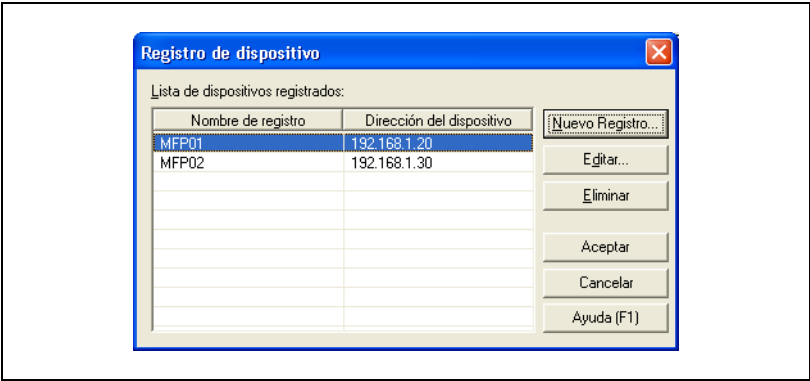 Registro de dispositivo
Lista de dispositivos registrados:
Nombre de registro Dirección del dispositivo
MFP01 192.168.1.20
MFP02 192.168.1.30
Nuevo Registro...
Editar...
Eliminar
Aceptar
Cancelar
Ayuda (F1)